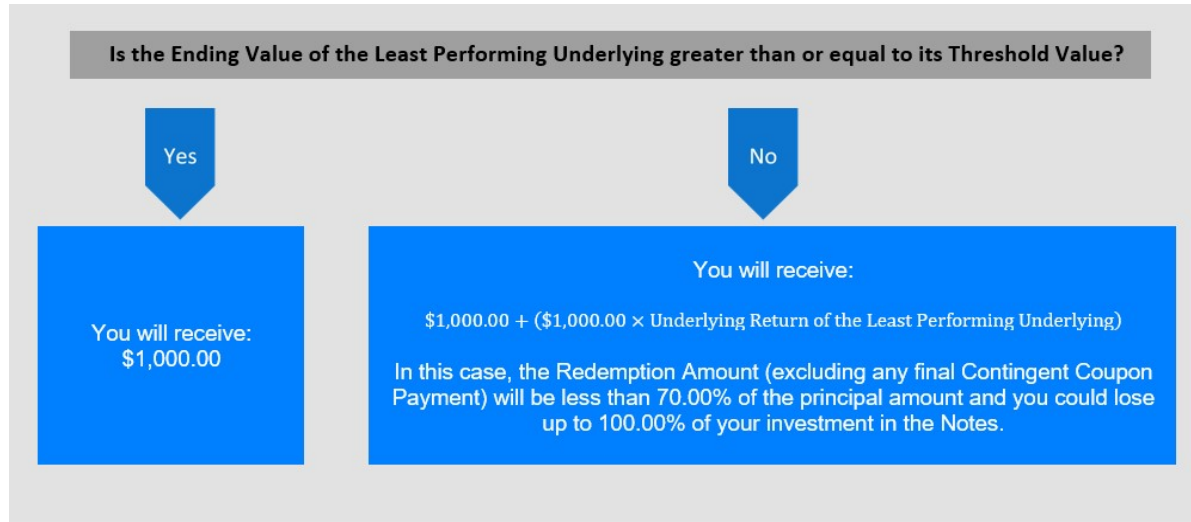 Is the Ending Value of the Least Performing Underlying greater than or equal to its Threshold Value?
Yes
No
You will receive:
$1,000.00
You will receive:
$1,000.00 + ($1,000.00 × Underlying Return of the Least Performing Underlying)
In this case, the Redemption Amount (excluding any final Contingent Coupon
Payment) will be less than 70.00% of the principal amount and you could lose
up to 100.00% of your investment in the Notes.